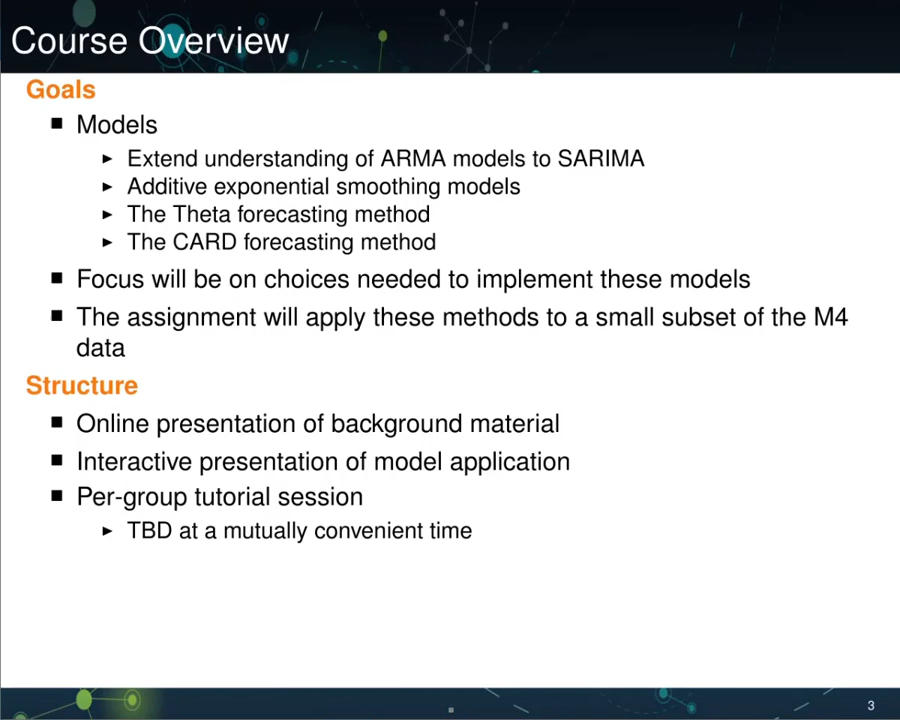 Course Overview
Goals
Models
Extend understanding of ARMA models to SARIMA
Additive exponential smoothing models
The Theta forecasting method
The CARD forecasting method
Focus will be on choices needed to implement these models
The assignment will apply these methods to a small subset of the M4
data
Structure
Online presentation of background material
Interactive presentation of model application
Per-group tutorial session
TBD at a mutually convenient time
3